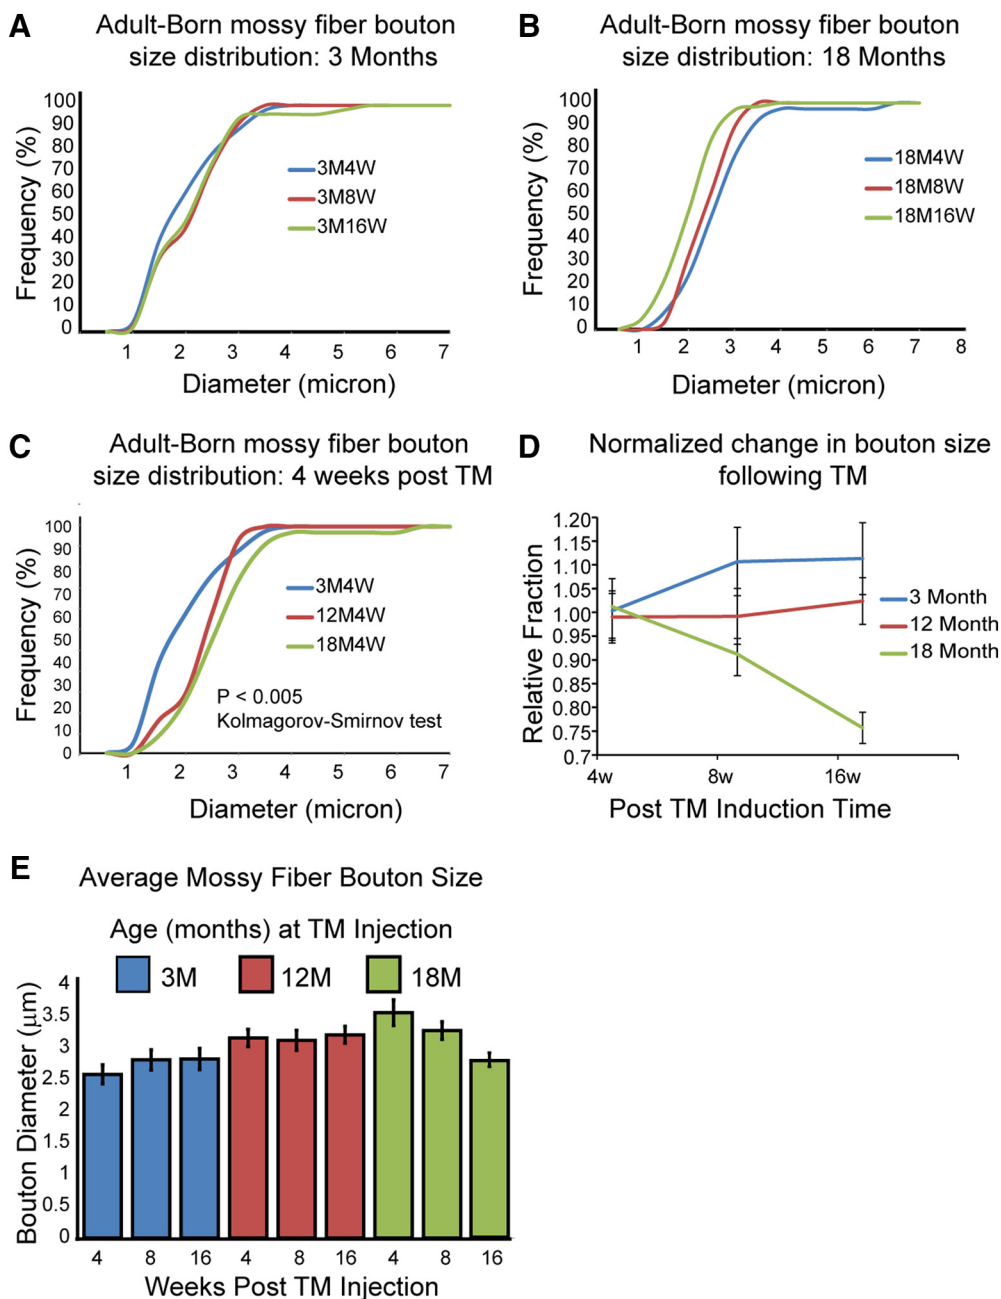 A
Adult-Born mossy fiber bouton
size distribution: 3 Months
100
90
80
70
60
50
40
30
20
10
0
Frequency (%)
3M4W
3M8W
3M16W
1 2 3 4 5 6 7
Diameter (micron)
B
Adult-Born mossy fiber bouton
size distribution: 18 Months
100
90
80
70
60
50
40
30
20
10
0
Frequency (%)
18M4W
18M8W
18M16W
1 2 3 4 5 6 7 8
Diameter (micron)
C
Adult-Born mossy fiber bouton
size distribution: 4 weeks post TM
100
90
80
70
60
50
40
30
20
10
0
Frequency (%)
3M4W
12M4W
18M4W
P < 0.005
Kolmagorov-Smirnov test
1 2 3 4 5 6 7
Diameter (micron)
D
Normalized change in bouton size
following TM
1.20
1.15
1.10
1.05
1.00
0.95
0.90
0.85
0.80
0.75
0.7
Relative Fraction
3 Month
12 Month
18 Month
4w 8w 16w
Post TM Induction Time
E
Average Mossy Fiber Bouton Size
Age (months) at TM Injection
3M 12M 18M
4
3.5
3
2.5
2
1.5
1
0.5
0
Bouton Diameter (μm)
4 8 16 4 8 16 4 8 16
Weeks Post TM Injection